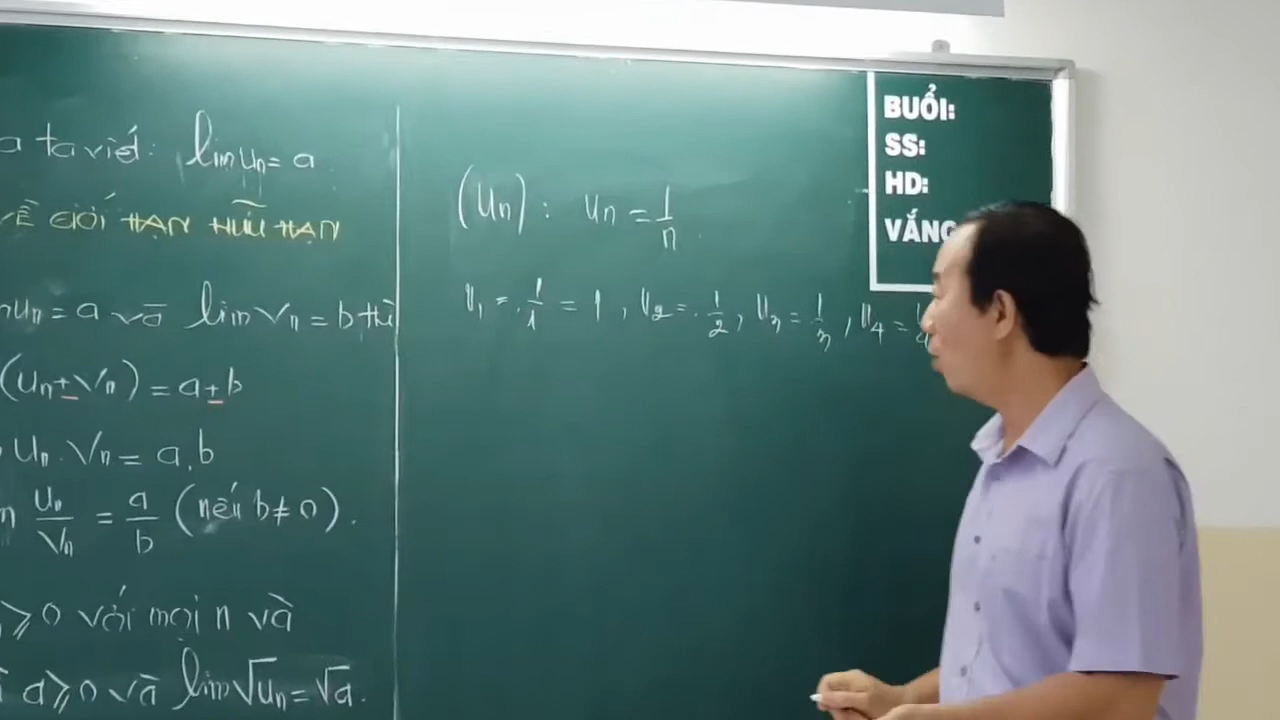 a ta viết: lim uₙ = a.
VỀ GIỚI HẠN HỮU HẠN
uₙ = a và lim vₙ = b thì
(uₙ ± vₙ) = a ± b
uₙ . vₙ = a . b
uₙ/vₙ = a/b (nếu b ≠ 0).
⩾ 0 với mọi n và
a ⩾ 0 và lim √uₙ = √a.
(uₙ): uₙ = 1/n.
u₁ = 1/1 = 1, u₂ = 1/2, u₃ = 1/3, u₄ =
BUỔI:
SS:
HD:
VẮNG